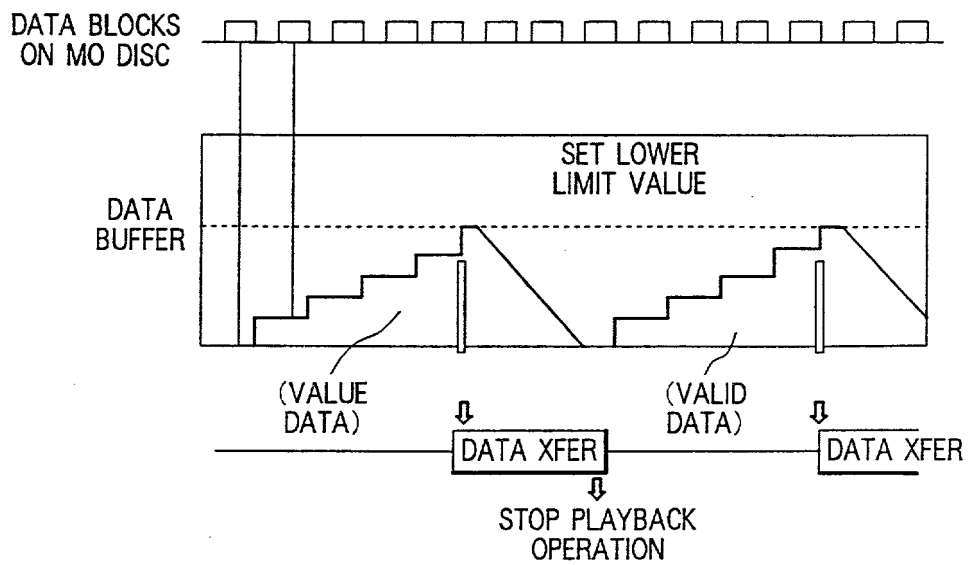 DATA BLOCKS
ON MO DISC
SET LOWER
LIMIT VALUE
DATA
BUFFER
(VALUE
DATA)
(VALID
DATA)
DATA XFER
DATA XFER
STOP PLAYBACK
OPERATION